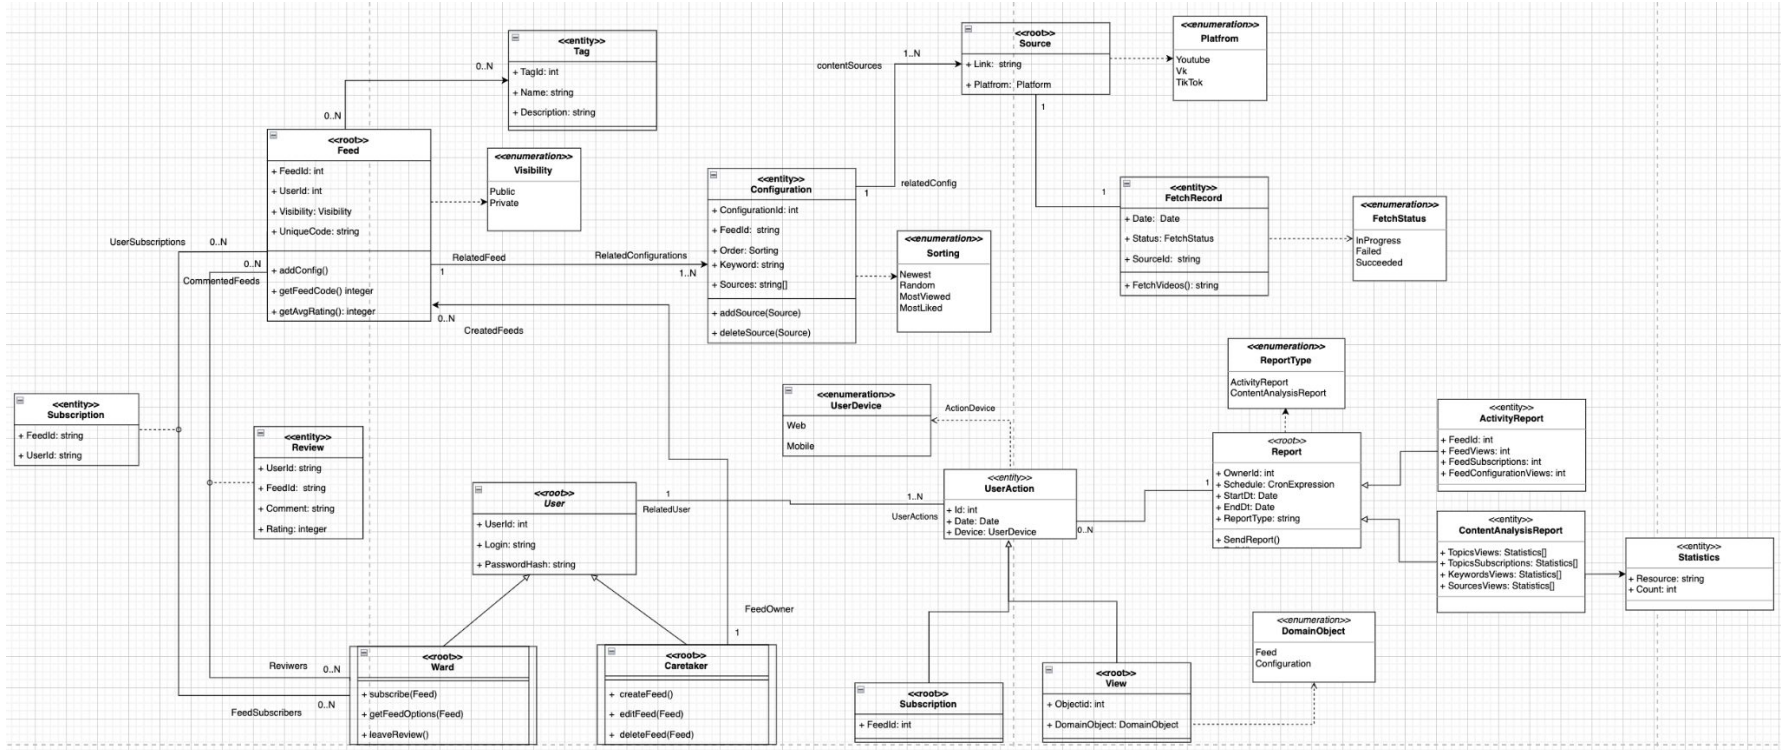 <<entity>>
Tag
+ TagId: int
+ Name: string
+ Description: string
0..N
0..N
<<root>>
Feed
+ FeedId: int
+ UserId: int
+ Visibility: Visibility
+ UniqueCode: string
+ addConfig()
+ getFeedCode() integer
+ getAvgRating(): integer
<<enumeration>>
Visibility
Public
Private
UserSubscriptions
0..N
0..N
CommentedFeeds
RelatedFeed
1
RelatedConfigurations
1..N
0..N
CreatedFeeds
<<entity>>
Configuration
+ ConfigurationId: int
+ FeedId: string
+ Order: Sorting
+ Keyword: string
+ Sources: string[]
+ addSource(Source)
+ deleteSource(Source)
<<enumeration>>
Sorting
Newest
Random
MostViewed
MostLiked
1
relatedConfig
contentSources
1..N
<<root>>
Source
+ Link: string
+ Platfrom: Platform
<<enumeration>>
Platfrom
Youtube
Vk
TikTok
1
1
<<entity>>
FetchRecord
+ Date: Date
+ Status: FetchStatus
+ SourceId: string
+ FetchVideos(): string
<<enumeration>>
FetchStatus
InProgress
Failed
Succeeded
<<entity>>
Subscription
+ FeedId: string
+ UserId: string
<<entity>>
Review
+ UserId: string
+ FeedId: string
+ Comment: string
+ Rating: integer
<<root>>
User
+ UserId: int
+ Login: string
+ PasswordHash: string
1
RelatedUser
1..N
UserActions
<<enumeration>>
UserDevice
Web
Mobile
ActionDevice
<<entity>>
UserAction
+ Id: int
+ Date: Date
+ Device: UserDevice
0..N
1
<<enumeration>>
ReportType
ActivityReport
ContentAnalysisReport
<<root>>
Report
+ OwnerId: int
+ Schedule: CronExpression
+ StartDt: Date
+ EndDt: Date
+ ReportType: string
+ SendReport()
<<entity>>
ActivityReport
+ FeedId: int
+ FeedViews: int
+ FeedSubscriptions: int
+ FeedConfigurationViews: int
<<entity>>
ContentAnalysisReport
+ TopicsViews: Statistics[]
+ TopicsSubscriptions: Statistics[]
+ KeywordsViews: Statistics[]
+ SourcesViews: Statistics[]
<<entity>>
Statistics
+ Resource: string
+ Count: int
FeedOwner
1
Reviwers
0..N
0..N
FeedSubscribers
<<root>>
Ward
+ subscribe(Feed)
+ getFeedOptions(Feed)
+ leaveReview()
<<root>>
Caretaker
+ createFeed()
+ editFeed(Feed)
+ deleteFeed(Feed)
<<root>>
Subscription
+ FeedId: int
<<root>>
View
+ Objectid: int
+ DomainObject: DomainObject
<<enumeration>>
DomainObject
Feed
Configuration